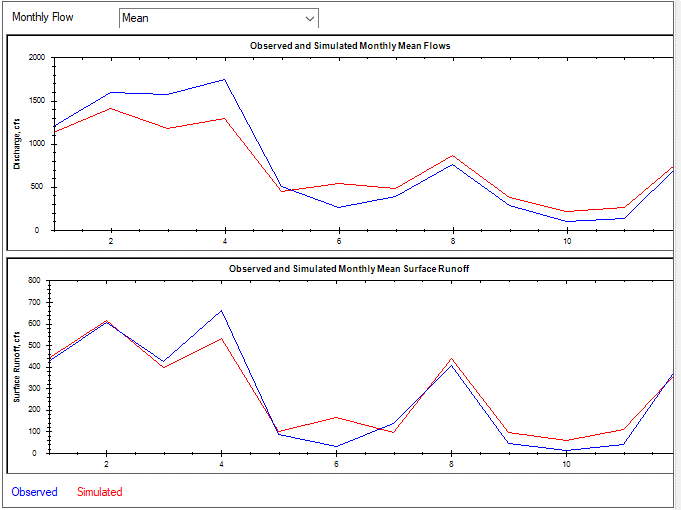 Monthly Flow Mean
Observed and Simulated Monthly Mean Flows
Discharge, cfs
2000
1500
1000
500
0
2 4 6 8 10
Observed and Simulated Monthly Mean Surface Runoff
Surface Runoff, cfs
800
700
600
500
400
300
200
100
0
2 4 6 8 10
Observed Simulated